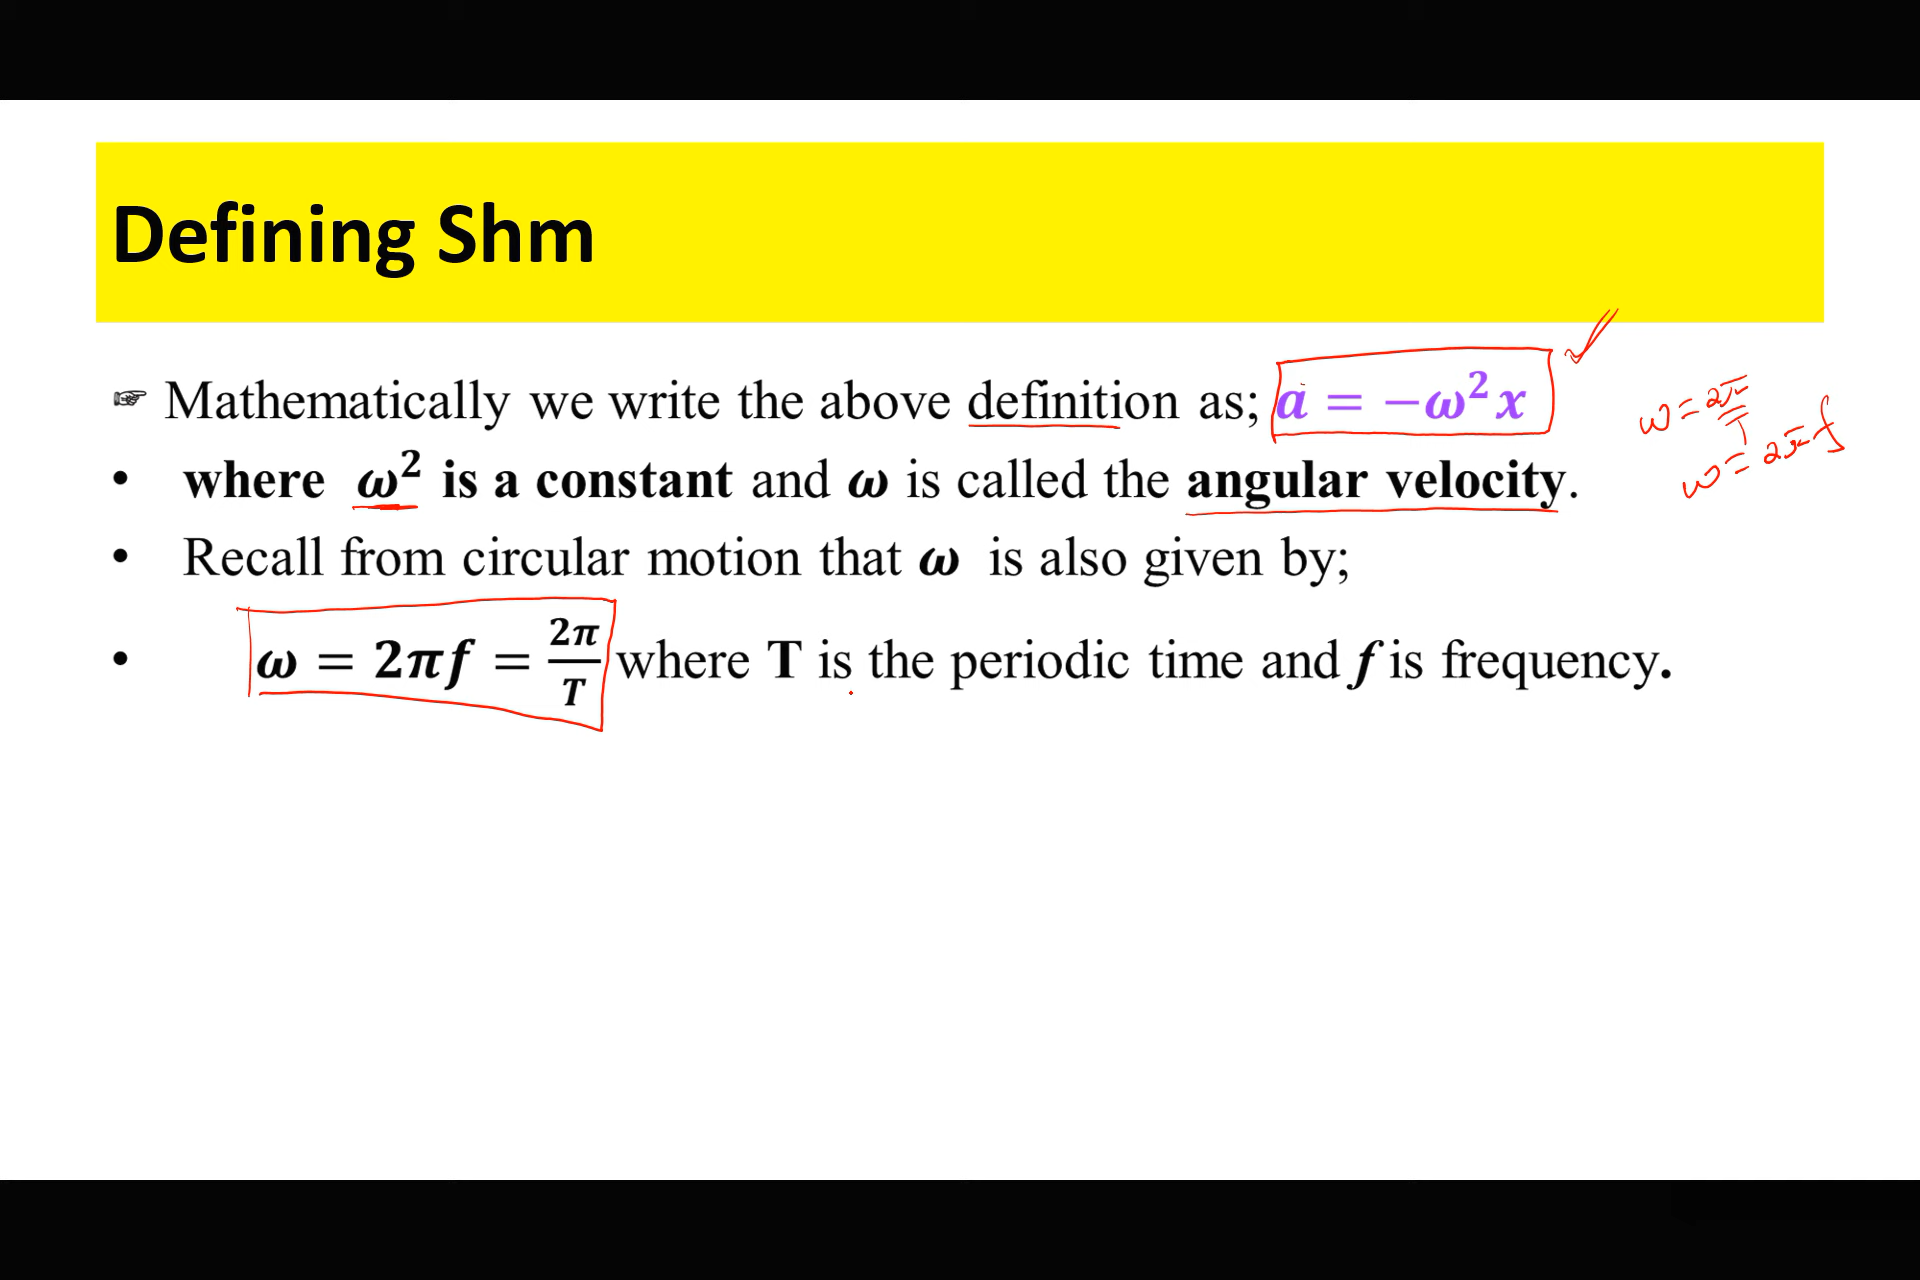 Defining Shm
☞ Mathematically we write the above definition as; a = −ω² x
• where ω² is a constant and ω is called the angular velocity.
ω = 2π/T
ω = 2πf
• Recall from circular motion that ω is also given by;
• ω = 2πf = 2π/T where T is the periodic time and f is frequency.